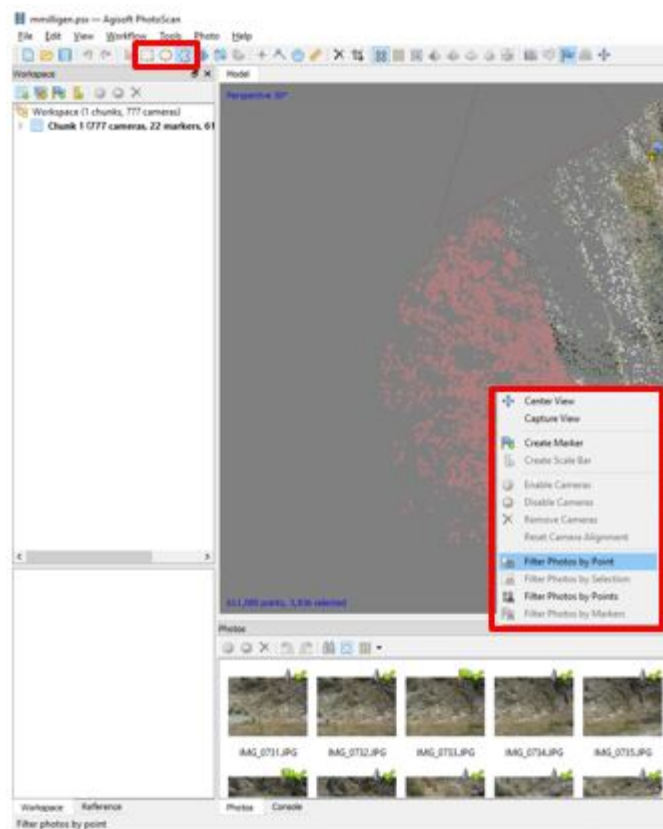 mmilligen.psx — Agisoft PhotoScan
File Edit View Workflow Tools Photo Help
Workspace
Model
Workspace (1 chunks, 777 cameras)
Chunk 1 (777 cameras, 22 markers, 61
Perspective 30°
Center View
Capture View
Create Marker
Create Scale Bar
Enable Cameras
Disable Cameras
Remove Cameras
Reset Camera Alignment
Filter Photos by Point
Filter Photos by Selection
Filter Photos by Points
Filter Photos by Markers
points, selected
Photos
IMG_0731.JPG IMG_0732.JPG IMG_0733.JPG IMG_0734.JPG IMG_0735.JPG
Workspace Reference
Photos Console
Filter photos by point